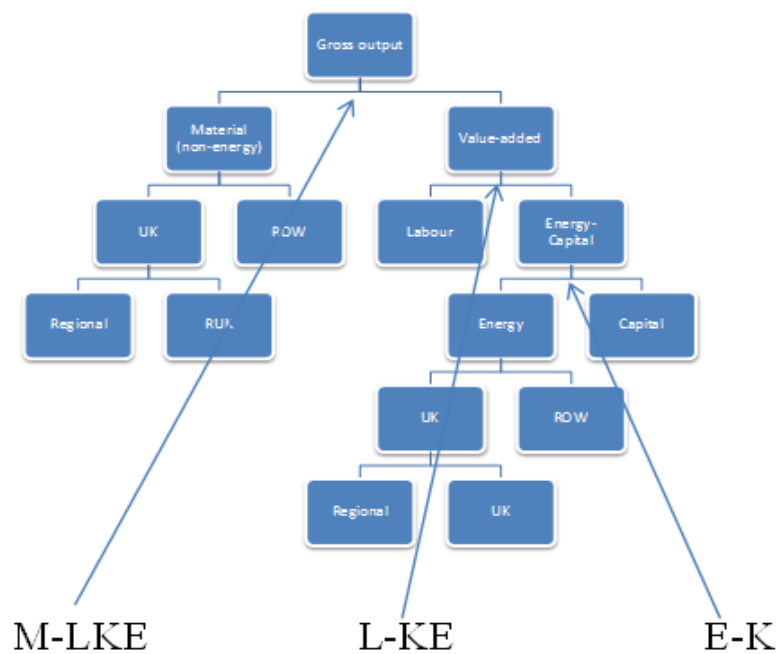 Gross output
Material
(non-energy)
Value-added
UK
ROW
Labour
Energy-
Capital
Regional
RUK
Energy
Capital
UK
ROW
Regional
UK
M-LKE
L-KE
E-K